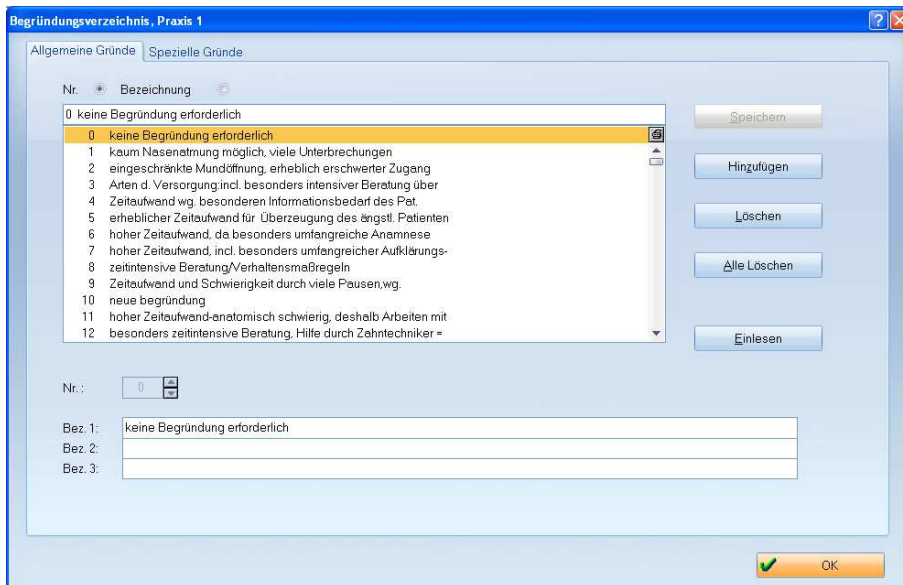 Begründungsverzeichnis, Praxis 1
Allgemeine Gründe Spezielle Gründe
Nr. Bezeichnung
0 keine Begründung erforderlich
Speichern
0 keine Begründung erforderlich
1 kaum Nasenatmung möglich, viele Unterbrechungen
2 eingeschränkte Mundöffnung, erheblich erschwerter Zugang
3 Arten d. Versorgung:incl. besonders intensiver Beratung über
4 Zeitaufwand wg. besonderen Informationsbedarf des Pat.
5 erheblicher Zeitaufwand für Überzeugung des ängstl. Patienten
6 hoher Zeitaufwand, da besonders umfangreiche Anamnese
7 hoher Zeitaufwand, incl. besonders umfangreicher Aufklärungs-
8 zeitintensive Beratung/Verhaltensmaßregeln
9 Zeitaufwand und Schwierigkeit durch viele Pausen,wg.
10 neue begründung
11 hoher Zeitaufwand-anatomisch schwierig, deshalb Arbeiten mit
12 besonders zeitintensive Beratung, Hilfe durch Zahntechniker =
Hinzufügen
Löschen
Alle Löschen
Einlesen
Nr. : 0
Bez. 1: keine Begründung erforderlich
Bez. 2:
Bez. 3:
OK